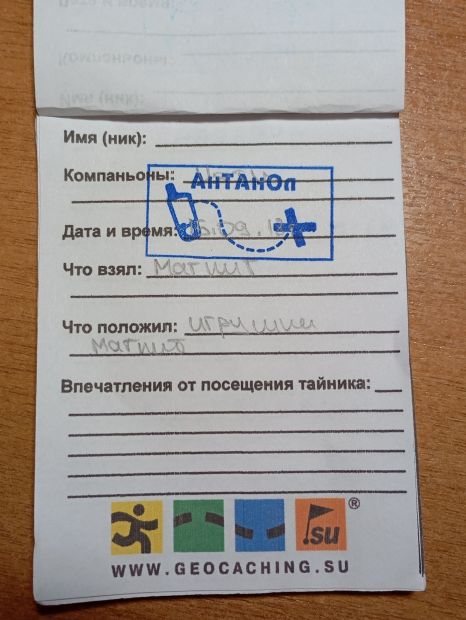 Имя (ник):
Компаньоны:
АнТАнОл
Дата и время:
Что взял: Магнит
Что положил: игрушки
Магнит
Впечатления от посещения тайника:
.su ®
WWW.GEOCACHING.SU